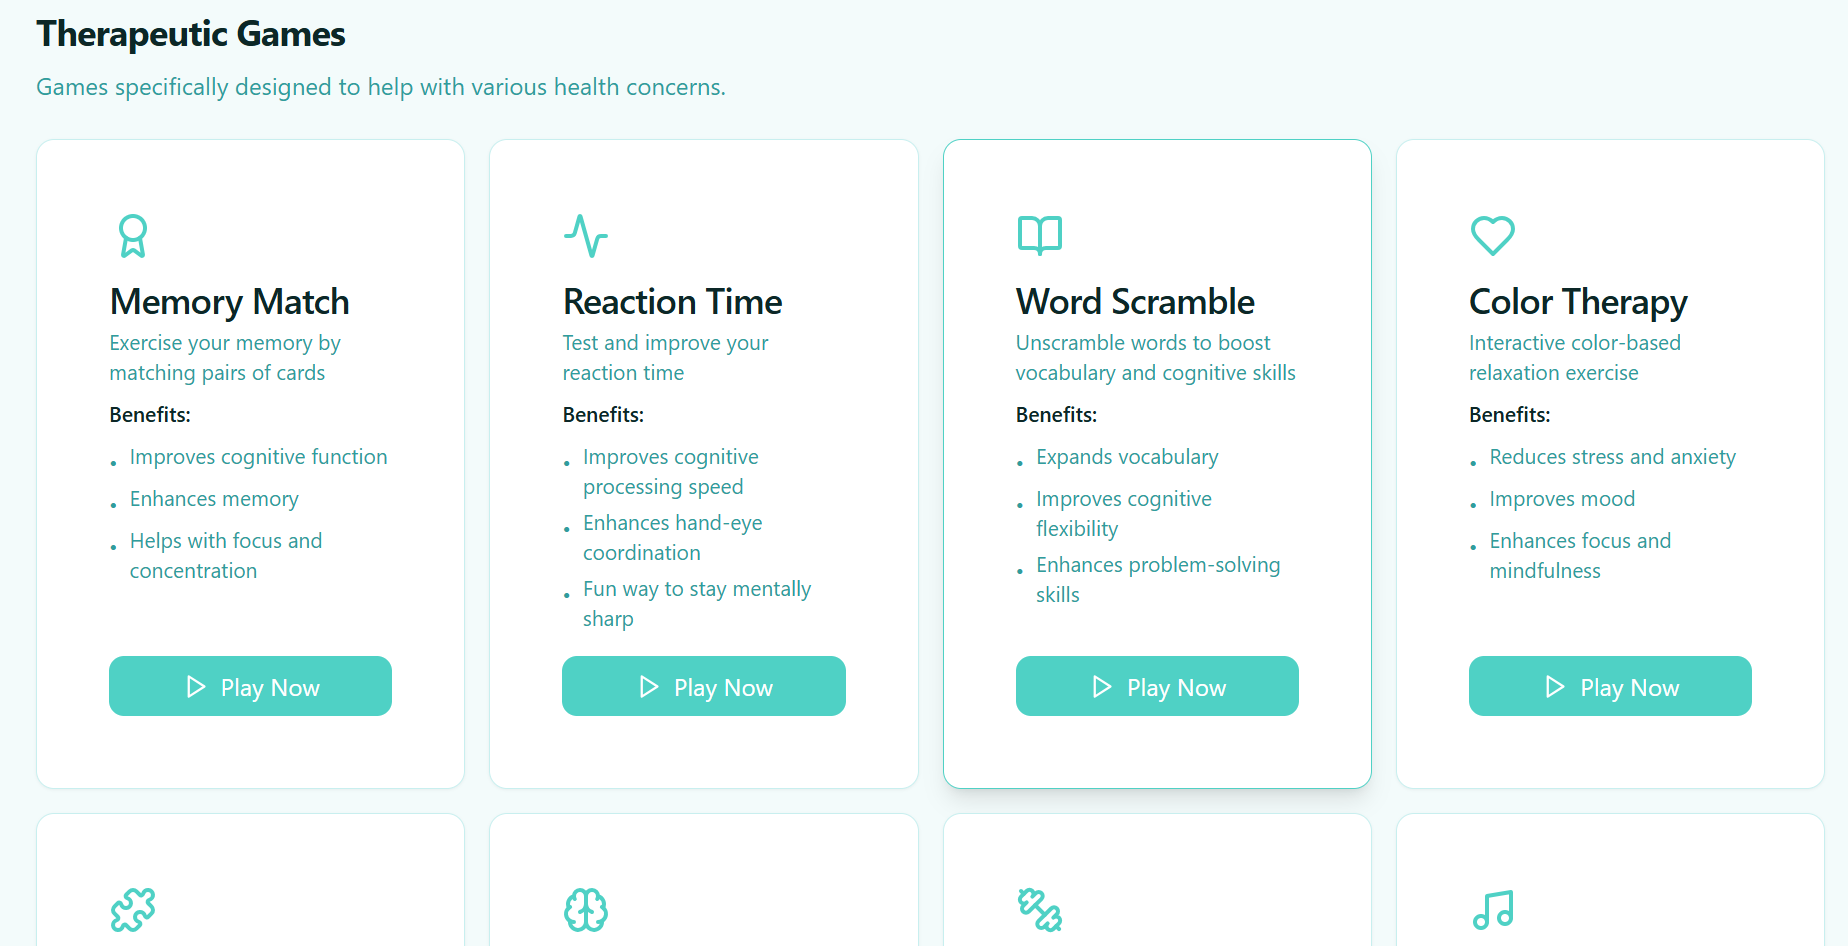 Therapeutic Games
Games specifically designed to help with various health concerns.
Memory Match
Exercise your memory by
matching pairs of cards
Benefits:
• Improves cognitive function
• Enhances memory
• Helps with focus and
concentration
Play Now
Reaction Time
Test and improve your
reaction time
Benefits:
• Improves cognitive
processing speed
• Enhances hand-eye
coordination
• Fun way to stay mentally
sharp
Play Now
Word Scramble
Unscramble words to boost
vocabulary and cognitive skills
Benefits:
• Expands vocabulary
• Improves cognitive
flexibility
• Enhances problem-solving
skills
Play Now
Color Therapy
Interactive color-based
relaxation exercise
Benefits:
• Reduces stress and anxiety
• Improves mood
• Enhances focus and
mindfulness
Play Now